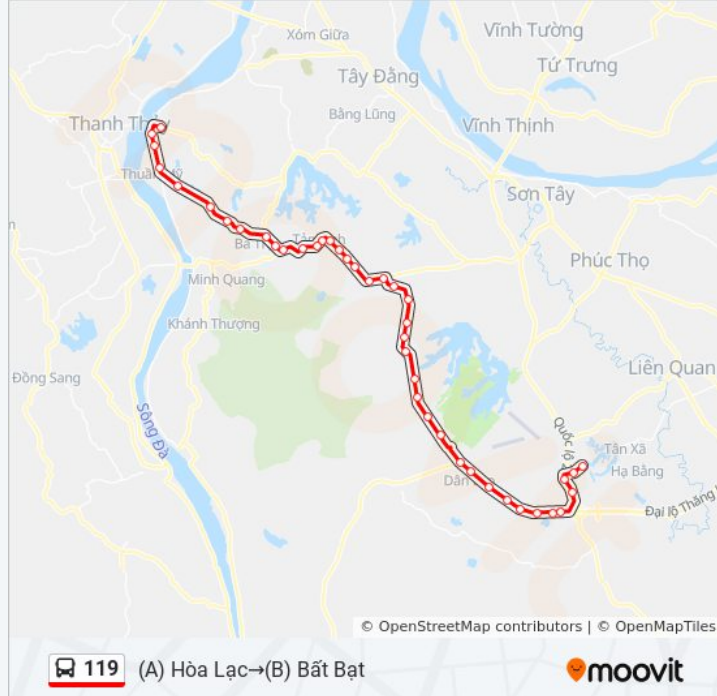 Xóm Giữa
Vĩnh Tường
Tứ Trưng
Tây Đằng
Bằng Lũng
Thanh Thủy
Vĩnh Thịnh
Sơn Tây
Phúc Thọ
Minh Quang
Khánh Thượng
Liên Quan
Đồng Sang
Sông Đà
Quốc lộ
Tân Xã
Hạ Bằng
Đại lộ Thăng
© OpenStreetMap contributors | © OpenMapTiles
119 (A) Hòa Lạc→(B) Bất Bạt
moovit